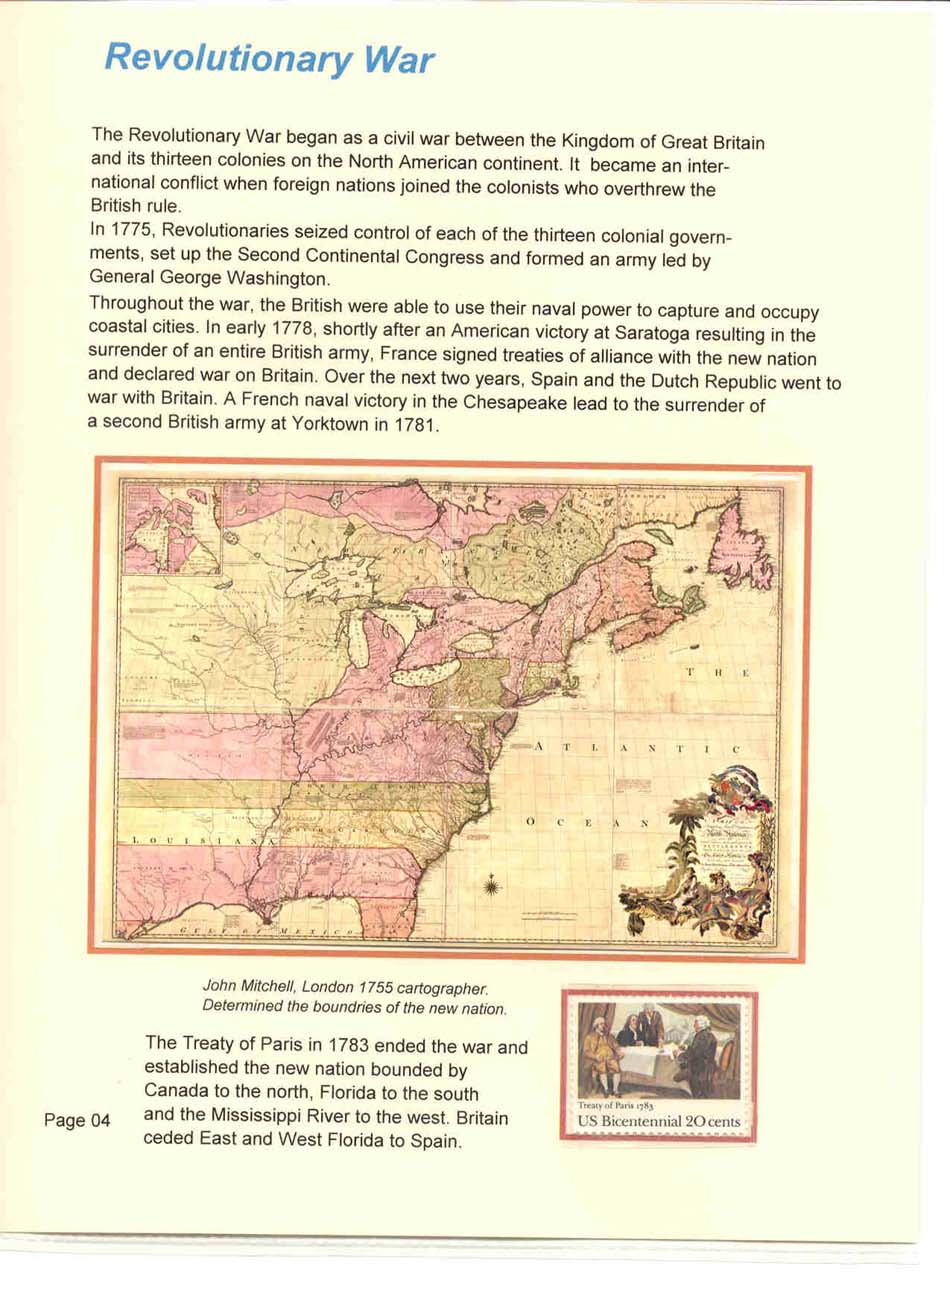 Revolutionary War
The Revolutionary War began as a civil war between the Kingdom of Great Britain
and its thirteen colonies on the North American continent. It became an inter-
national conflict when foreign nations joined the colonists who overthrew the
British rule.
In 1775, Revolutionaries seized control of each of the thirteen colonial govern-
ments, set up the Second Continental Congress and formed an army led by
General George Washington.
Throughout the war, the British were able to use their naval power to capture and occupy
coastal cities. In early 1778, shortly after an American victory at Saratoga resulting in the
surrender of an entire British army, France signed treaties of alliance with the new nation
and declared war on Britain. Over the next two years, Spain and the Dutch Republic went to
war with Britain. A French naval victory in the Chesapeake lead to the surrender of
a second British army at Yorktown in 1781.
THE
ATLANTIC
OCEAN
North America
LOUISIANA
GULF OF MEXICO
John Mitchell, London 1755 cartographer.
Determined the boundries of the new nation.
The Treaty of Paris in 1783 ended the war and
established the new nation bounded by
Canada to the north, Florida to the south
and the Mississippi River to the west. Britain
ceded East and West Florida to Spain.
Page 04
Treaty of Paris 1783
US Bicentennial 20cents